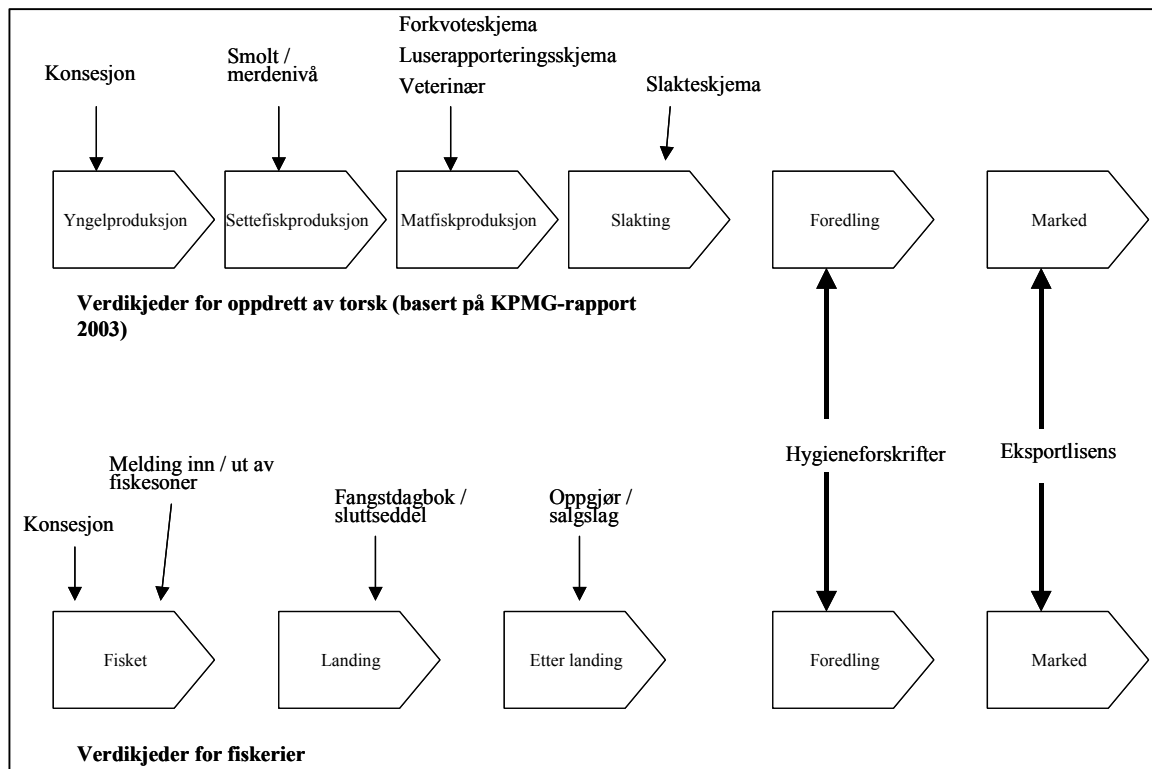 Konsesjon
Smolt /
merdenivå
Forkvoteskjema
Luserapporteringsskjema
Veterinær
Slakteskjema
Yngelproduksjon
Settefiskproduksjon
Matfiskproduksjon
Slakting
Foredling
Marked
Verdikjeder for oppdrett av torsk (basert på KPMG-rapport
2003)
Hygieneforskrifter
Eksportlisens
Konsesjon
Melding inn / ut av
fiskesoner
Fangstdagbok /
sluttseddel
Oppgjør /
salgslag
Fisket
Landing
Etter landing
Foredling
Marked
Verdikjeder for fiskerier